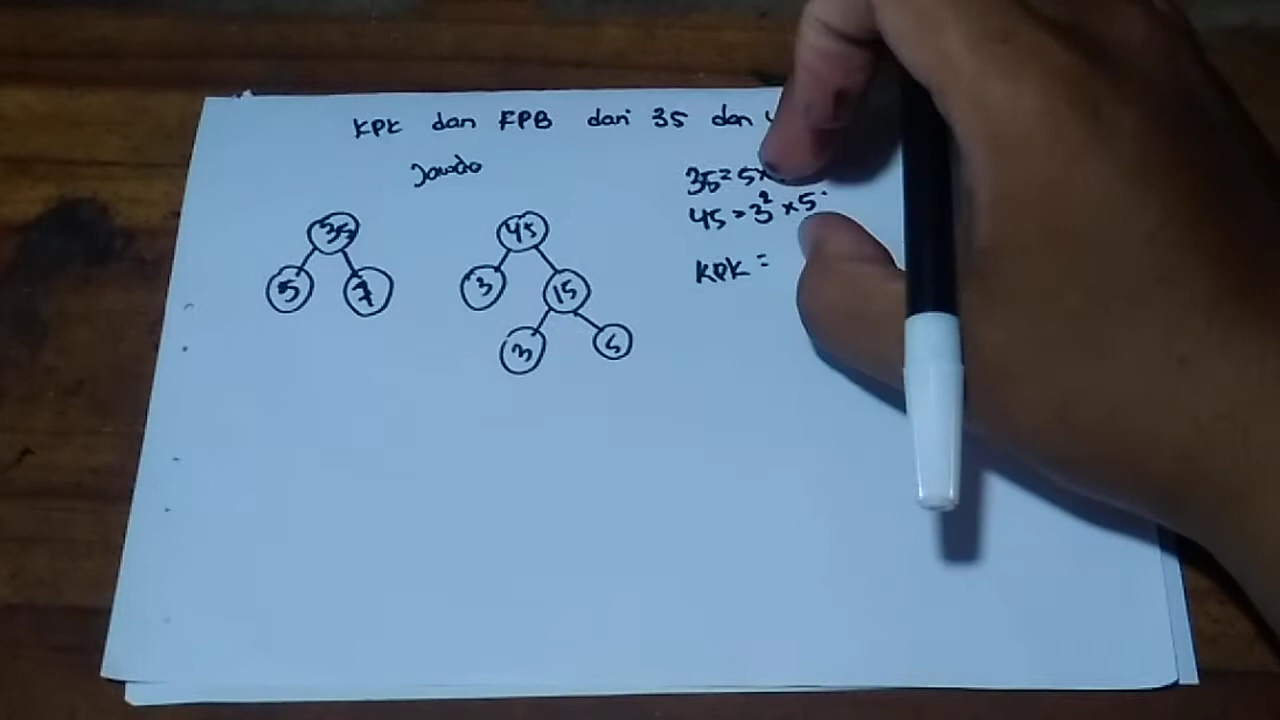 KPK dan FPB dari 35 dan
Jawab
35 = 5 ×
45 = 3² × 5
KPK =
35
5 7
45
3 15
3 5